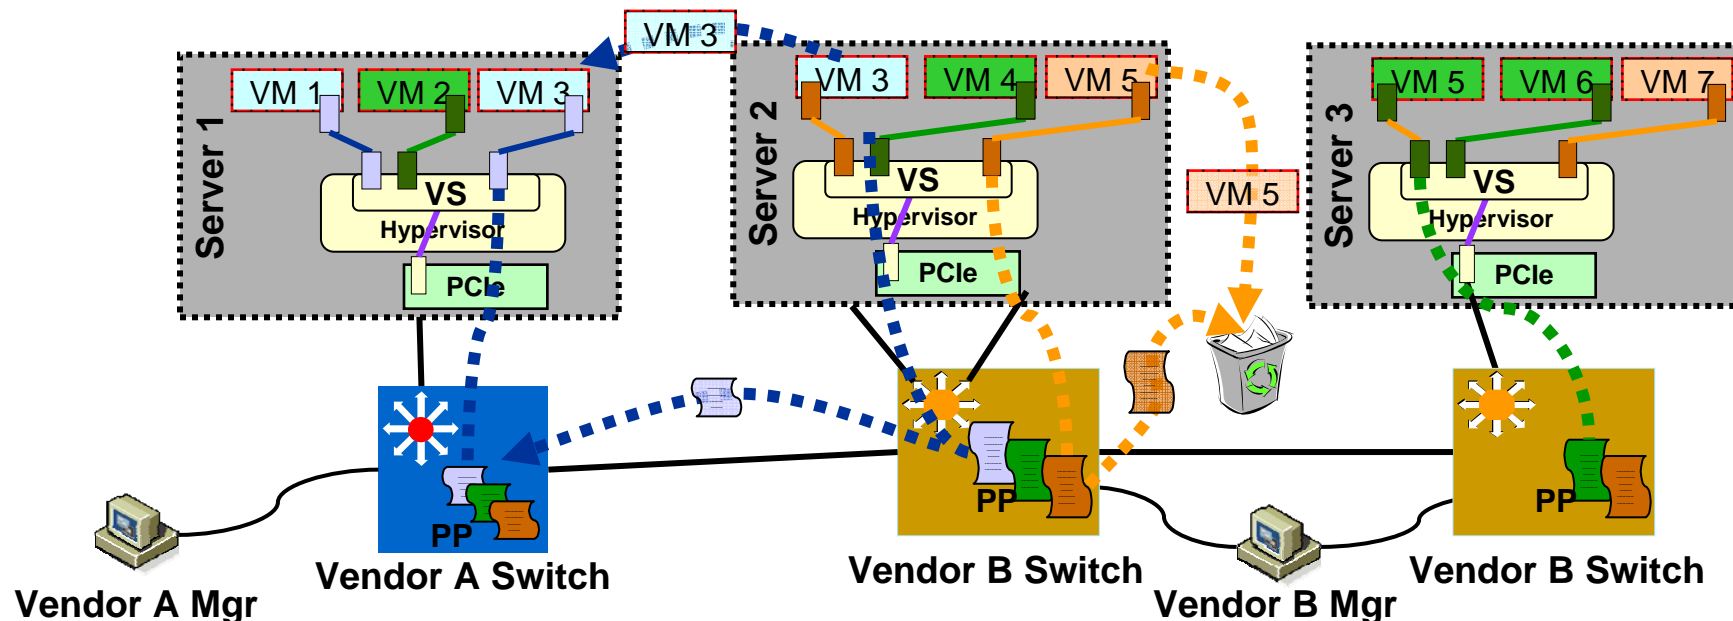 VM 3
VM 1
VM 2
VM 3
Server 1
VS
Hypervisor
PCIe
VM 3
VM 4
VM 5
Server 2
VS
Hypervisor
PCIe
VM 5
VM 5
VM 6
VM 7
Server 3
VS
Hypervisor
PCIe
PP
Vendor A Switch
Vendor A Mgr
PP
Vendor B Switch
Vendor B Mgr
PP
Vendor B Switch